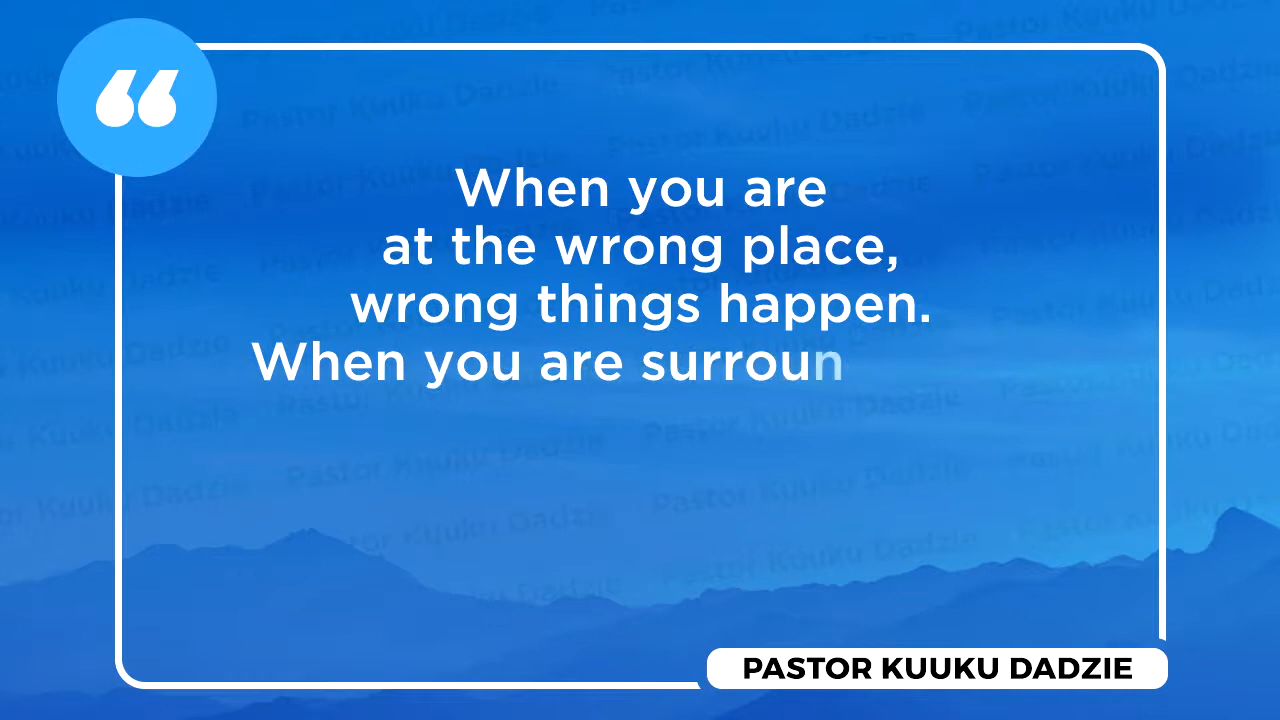 When you are
at the wrong place,
wrong things happen.
When you are surroun
PASTOR KUUKU DADZIE